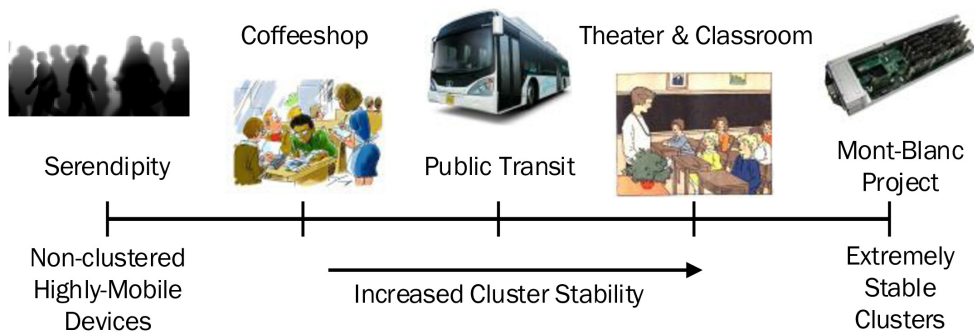 Coffeeshop
Theater & Classroom
Serendipity
Public Transit
Mont-Blanc
Project
Non-clustered
Highly-Mobile
Devices
Increased Cluster Stability
Extremely
Stable
Clusters